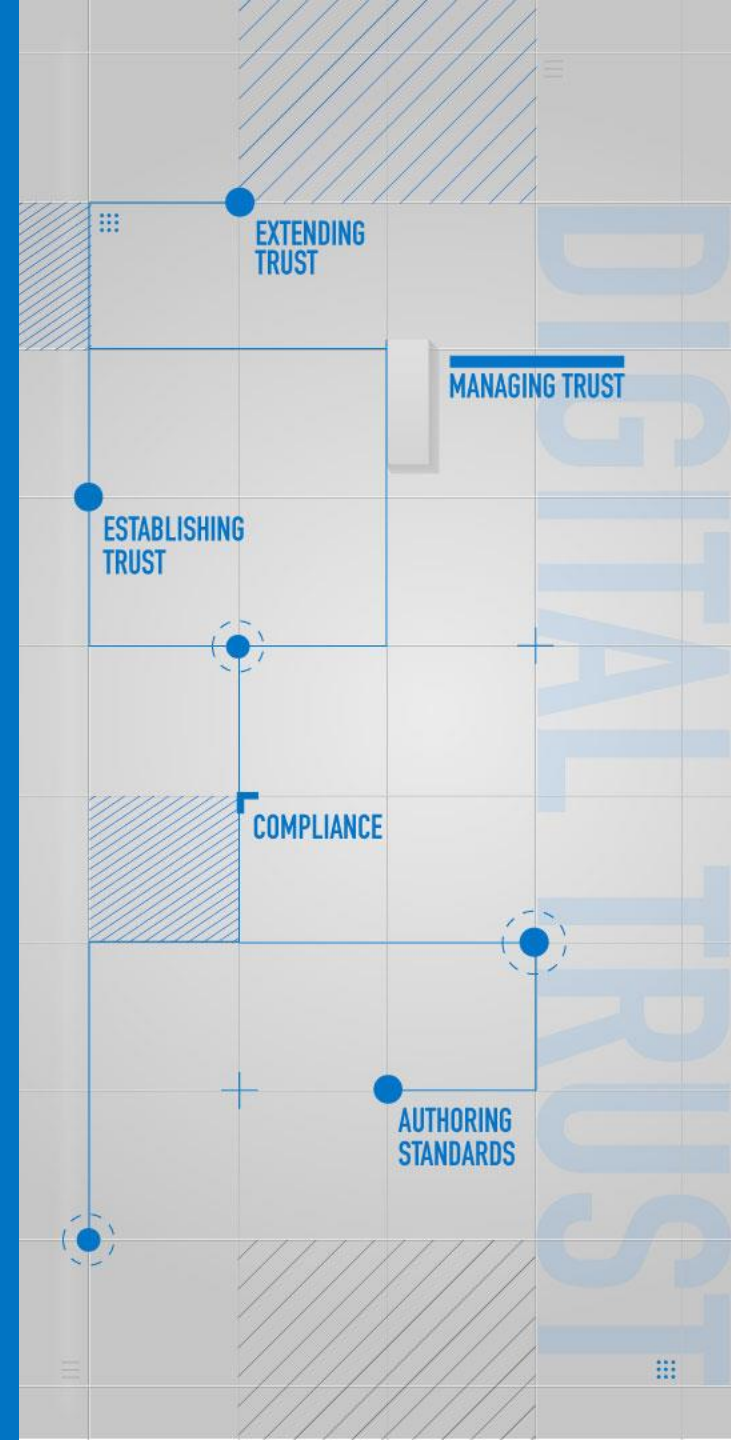 EXTENDING
TRUST
MANAGING TRUST
ESTABLISHING
TRUST
COMPLIANCE
AUTHORING
STANDARDS
DIGITAL TRUST